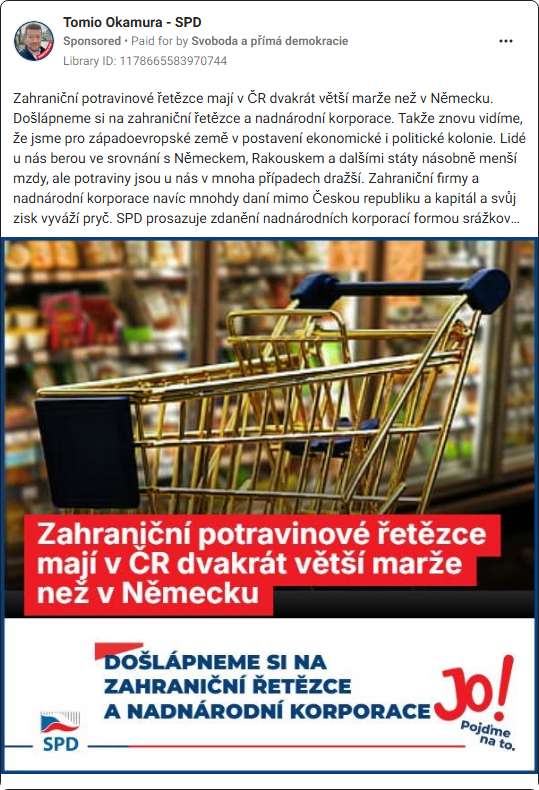 Tomio Okamura - SPD
Sponsored • Paid for by Svoboda a přímá demokracie
Library ID: 1178665583970744
Zahraniční potravinové řetězce mají v ČR dvakrát větší marže než v Německu.
Došlápneme si na zahraniční řetězce a nadnárodní korporace. Takže znovu vidíme,
že jsme pro západoevropské země v postavení ekonomické i politické kolonie. Lidé
u nás berou ve srovnání s Německem, Rakouskem a dalšími státy násobně menší
mzdy, ale potraviny jsou u nás v mnoha případech dražší. Zahraniční firmy a
nadnárodní korporace navíc mnohdy daní mimo Českou republiku a kapitál a svůj
zisk vyváží pryč. SPD prosazuje zdanění nadnárodních korporací formou srážkov...
Zahraniční potravinové řetězce
mají v ČR dvakrát větší marže
než v Německu
DOŠLÁPNEME SI NA
ZAHRANIČNÍ ŘETĚZCE
A NADNÁRODNÍ KORPORACE
Jo!
Pojďme
na to.
SPD